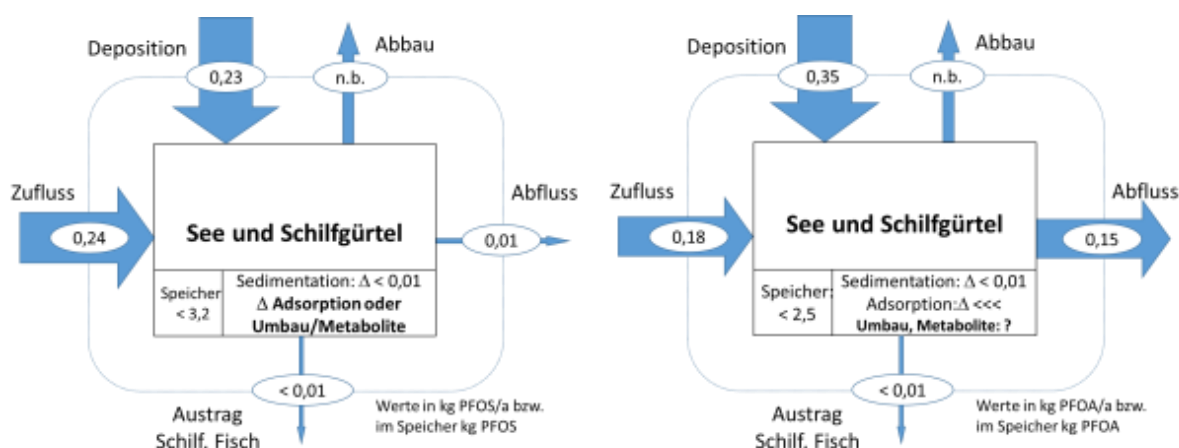 Deposition
Abbau
0,23
n.b.
Zufluss
Abfluss
0,24
See und Schilfgürtel
0,01
Speicher
< 3,2
Sedimentation: Δ < 0,01
Δ Adsorption oder
Umbau/Metabolite
< 0,01
Austrag
Schilf, Fisch
Werte in kg PFOS/a bzw.
im Speicher kg PFOS
Deposition
Abbau
0,35
n.b.
Zufluss
Abfluss
0,18
See und Schilfgürtel
0,15
Speicher:
< 2,5
Sedimentation: Δ < 0,01
Adsorption:Δ <<<
Umbau, Metabolite: ?
< 0,01
Austrag
Schilf, Fisch
Werte in kg PFOA/a bzw.
im Speicher kg PFOA